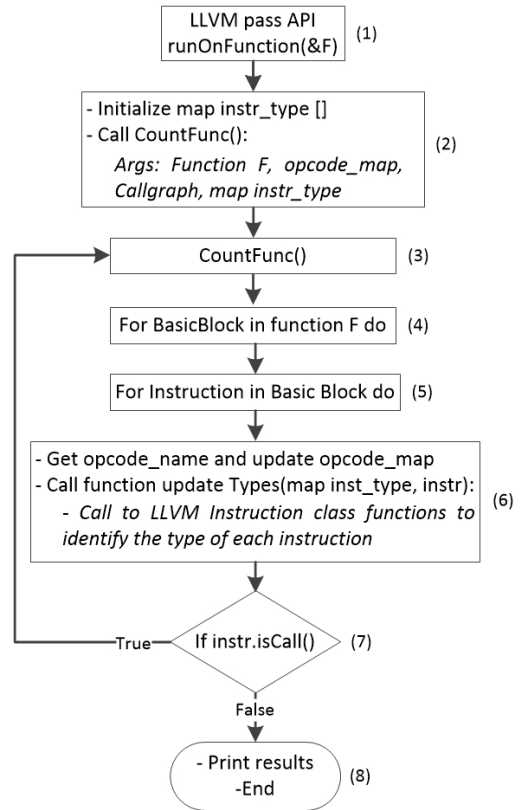 LLVM pass API
runOnFunction(&F)
(1)
- Initialize map instr_type []
- Call CountFunc():
Args: Function F, opcode_map,
Callgraph, map instr_type
(2)
CountFunc()
(3)
For BasicBlock in function F do
(4)
For Instruction in Basic Block do
(5)
- Get opcode_name and update opcode_map
- Call function update Types(map inst_type, instr):
- Call to LLVM Instruction class functions to
identify the type of each instruction
(6)
If instr.isCall()
(7)
True
False
- Print results
-End
(8)